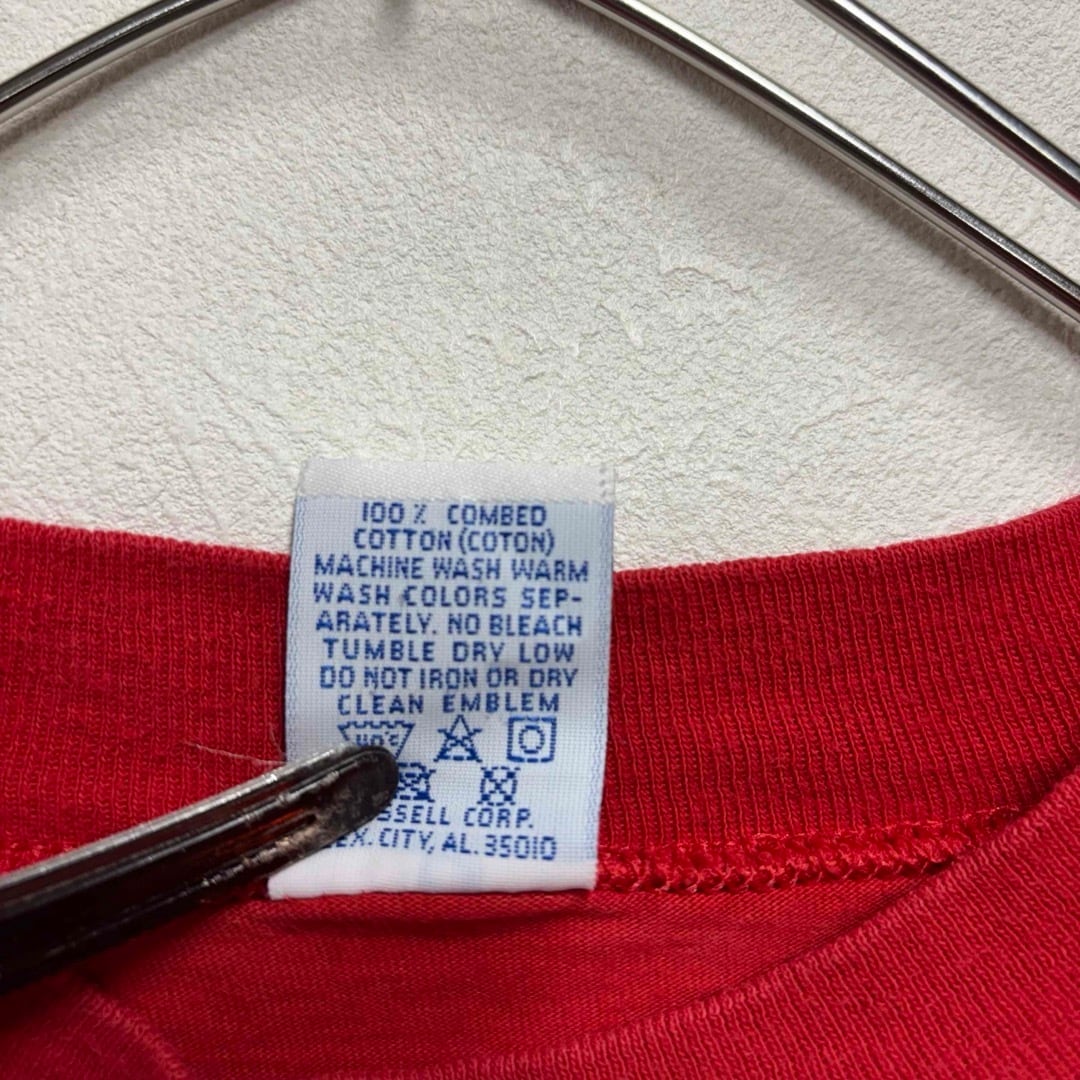 100% COMBED
COTTON (COTON)
MACHINE WASH WARM
WASH COLORS SEP-
ARATELY. NO BLEACH
TUMBLE DRY LOW
DO NOT IRON OR DRY
CLEAN EMBLEM
40°C
CORP.
CITY, AL. 35010